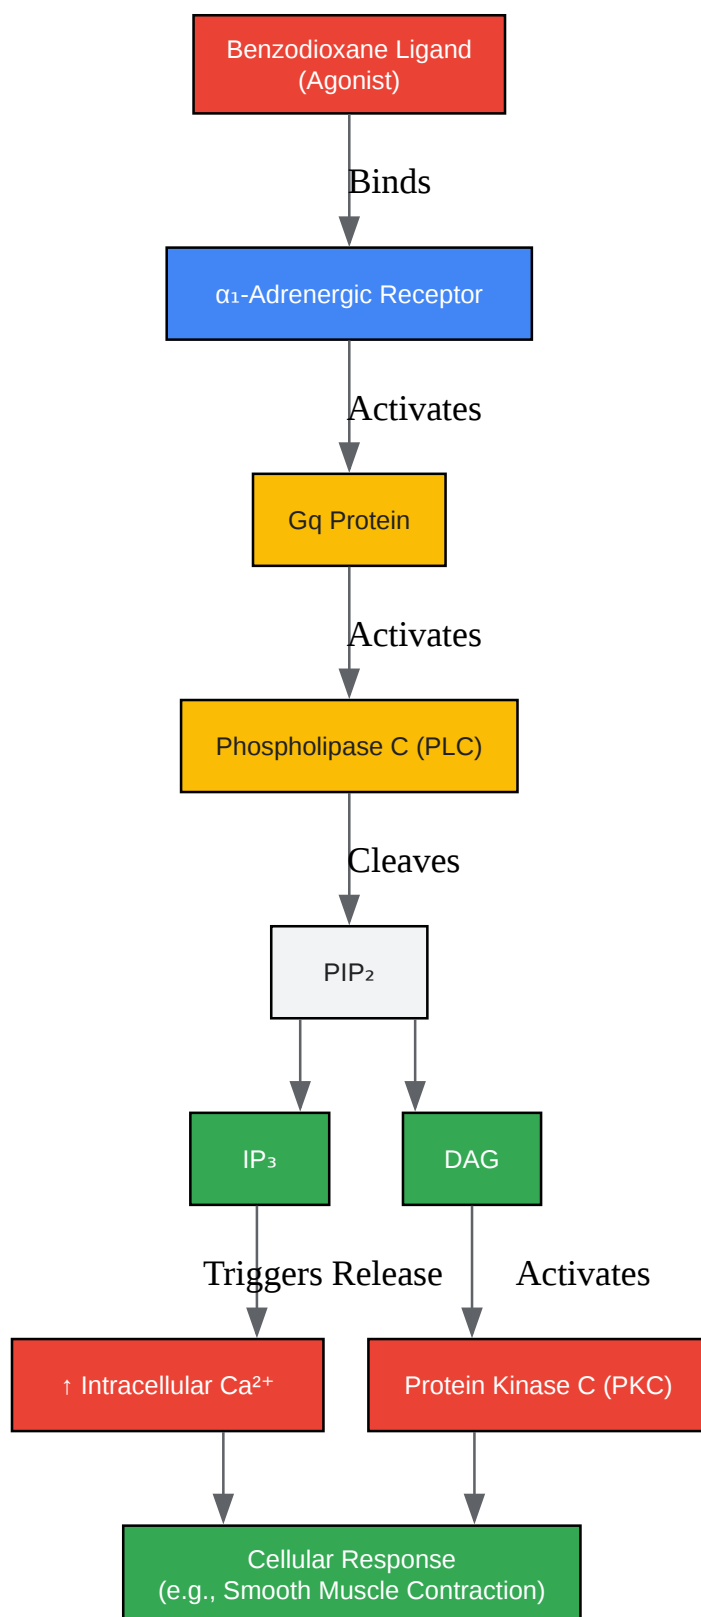 Benzodioxane Ligand
(Agonist)
Binds
α₁-Adrenergic Receptor
Activates
Gq Protein
Activates
Phospholipase C (PLC)
Cleaves
PIP₂
IP₃
DAG
Triggers Release
Activates
↑ Intracellular Ca²⁺
Protein Kinase C (PKC)
Cellular Response
(e.g., Smooth Muscle Contraction)